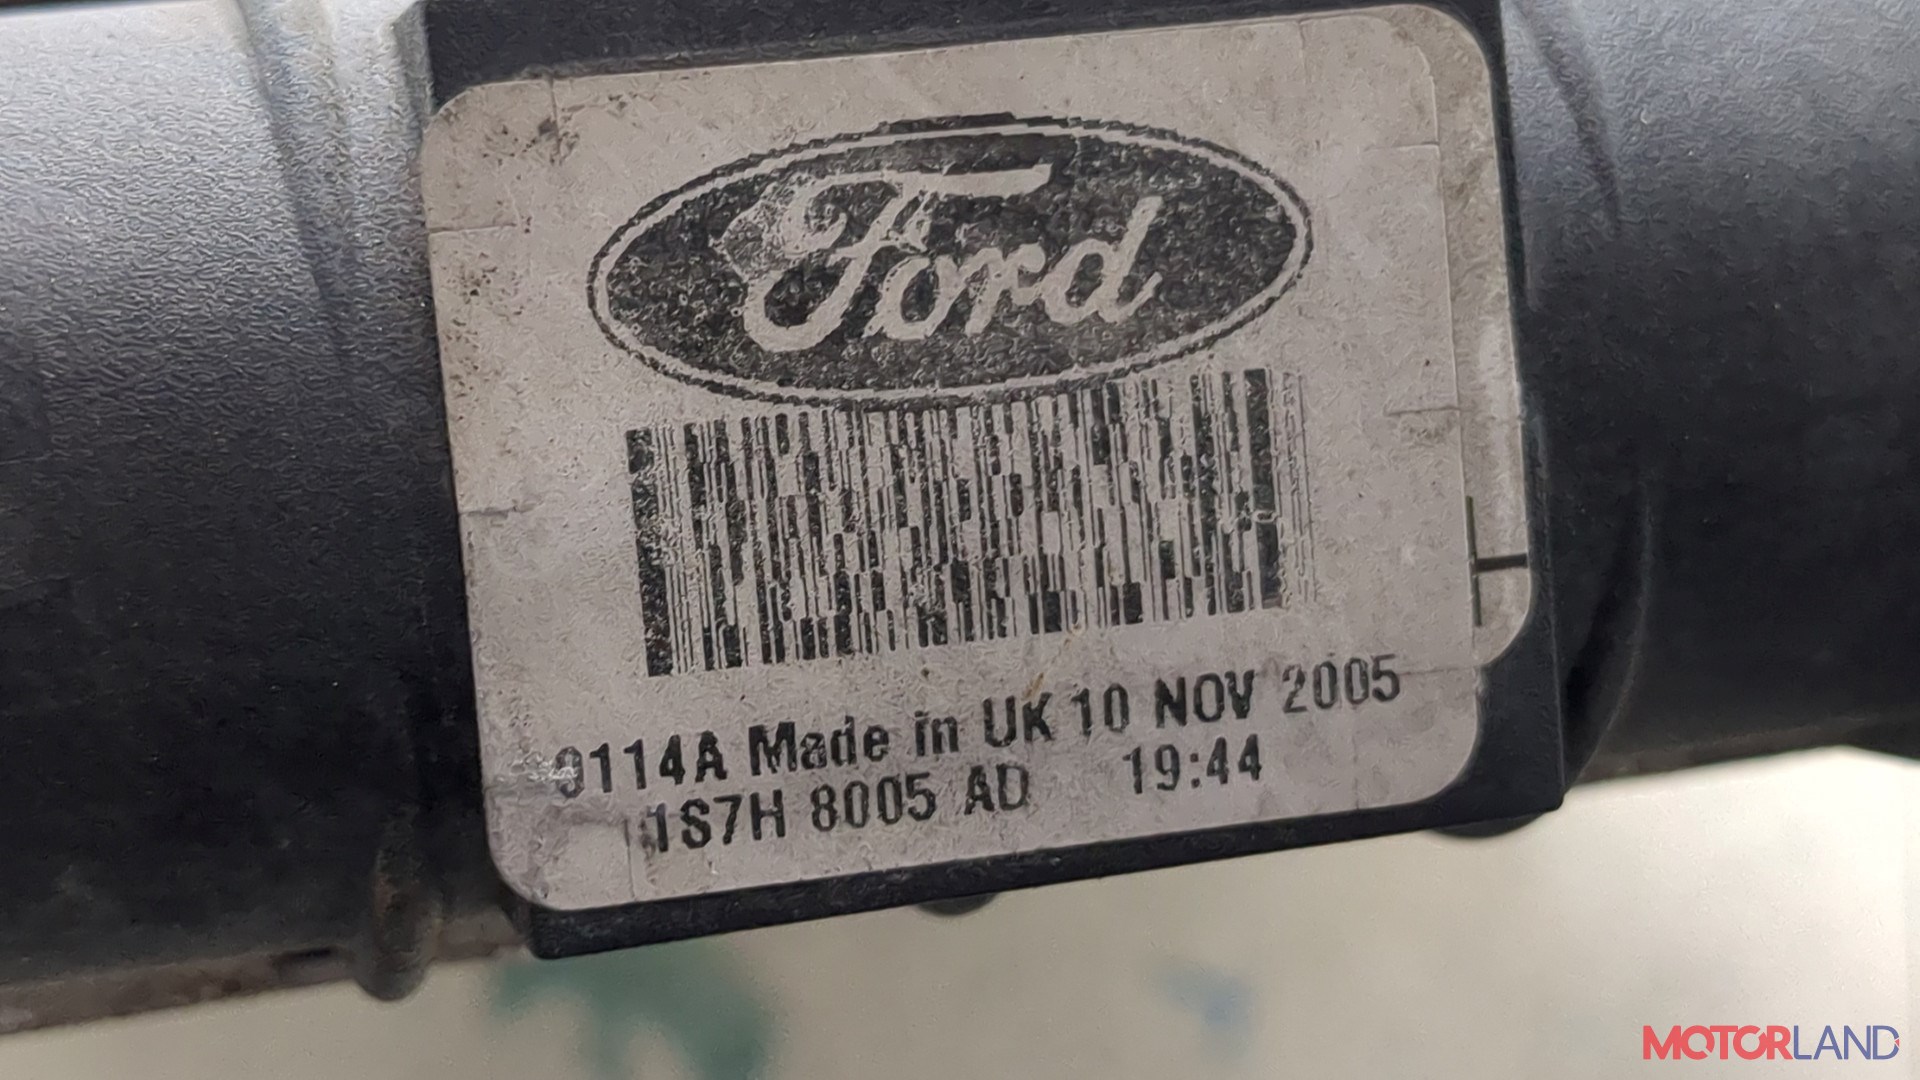 Ford
9114A Made in UK 10 NOV 2005
1S7H 8005 AD 19:44
MOTORLAND